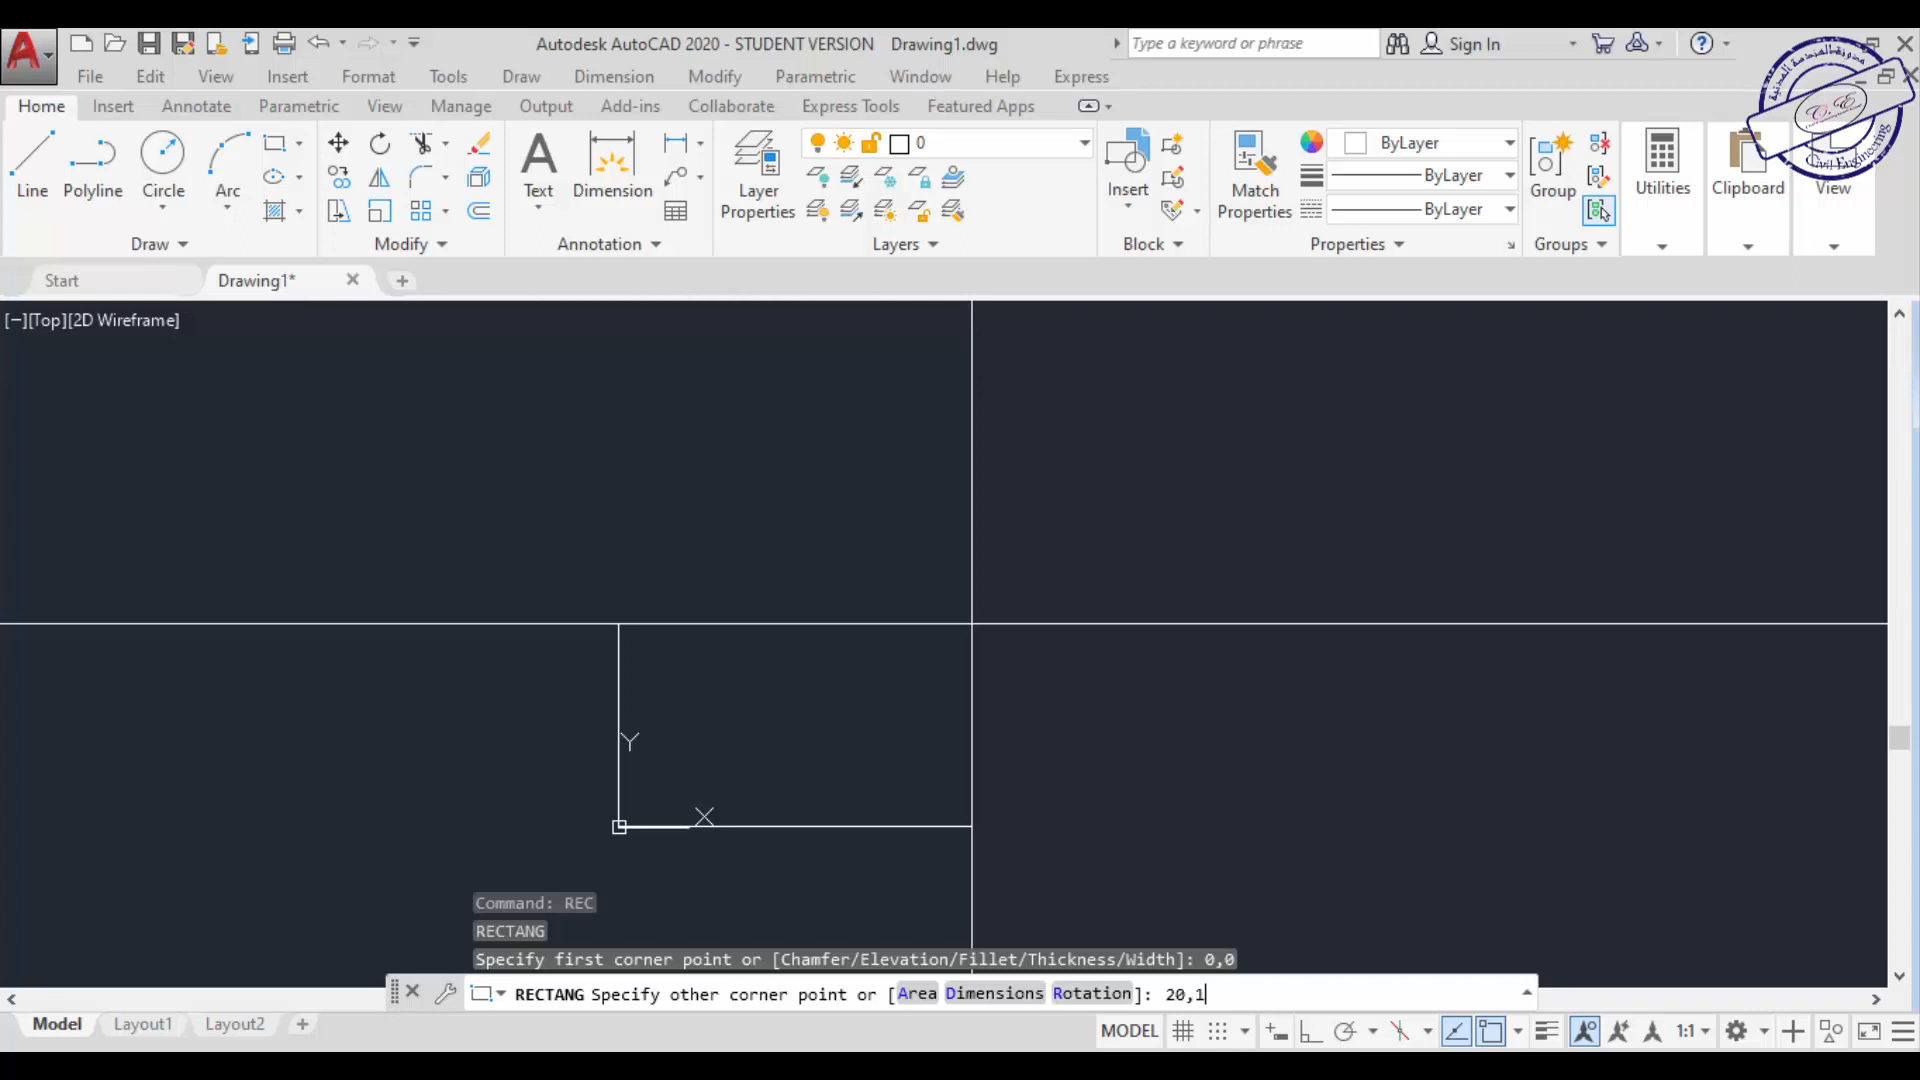 Autodesk AutoCAD 2020 - STUDENT VERSION Drawing1.dwg
Type a keyword or phrase
Sign In
File Edit View Insert Format Tools Draw Dimension Modify Parametric Window Help Express
Home Insert Annotate Parametric View Manage Output Add-ins Collaborate Express Tools Featured Apps
مدونة الهندسة المدنية
C.E
Civil Engineering
0
ByLayer
Line Polyline Circle Arc
Text Dimension
Layer Properties
Insert
Match Properties
ByLayer
ByLayer
Group
Utilities
Clipboard
View
Draw Modify Annotation Layers Block Properties Groups
Start Drawing1*
[−][Top][2D Wireframe]
Y
X
Command: REC
RECTANG
Specify first corner point or [Chamfer/Elevation/Fillet/Thickness/Width]: 0,0
RECTANG Specify other corner point or [Area Dimensions Rotation]: 20,1
Model Layout1 Layout2
MODEL 1:1